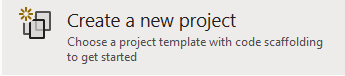 Create a new project
Choose a project template with code scaffolding
to get started